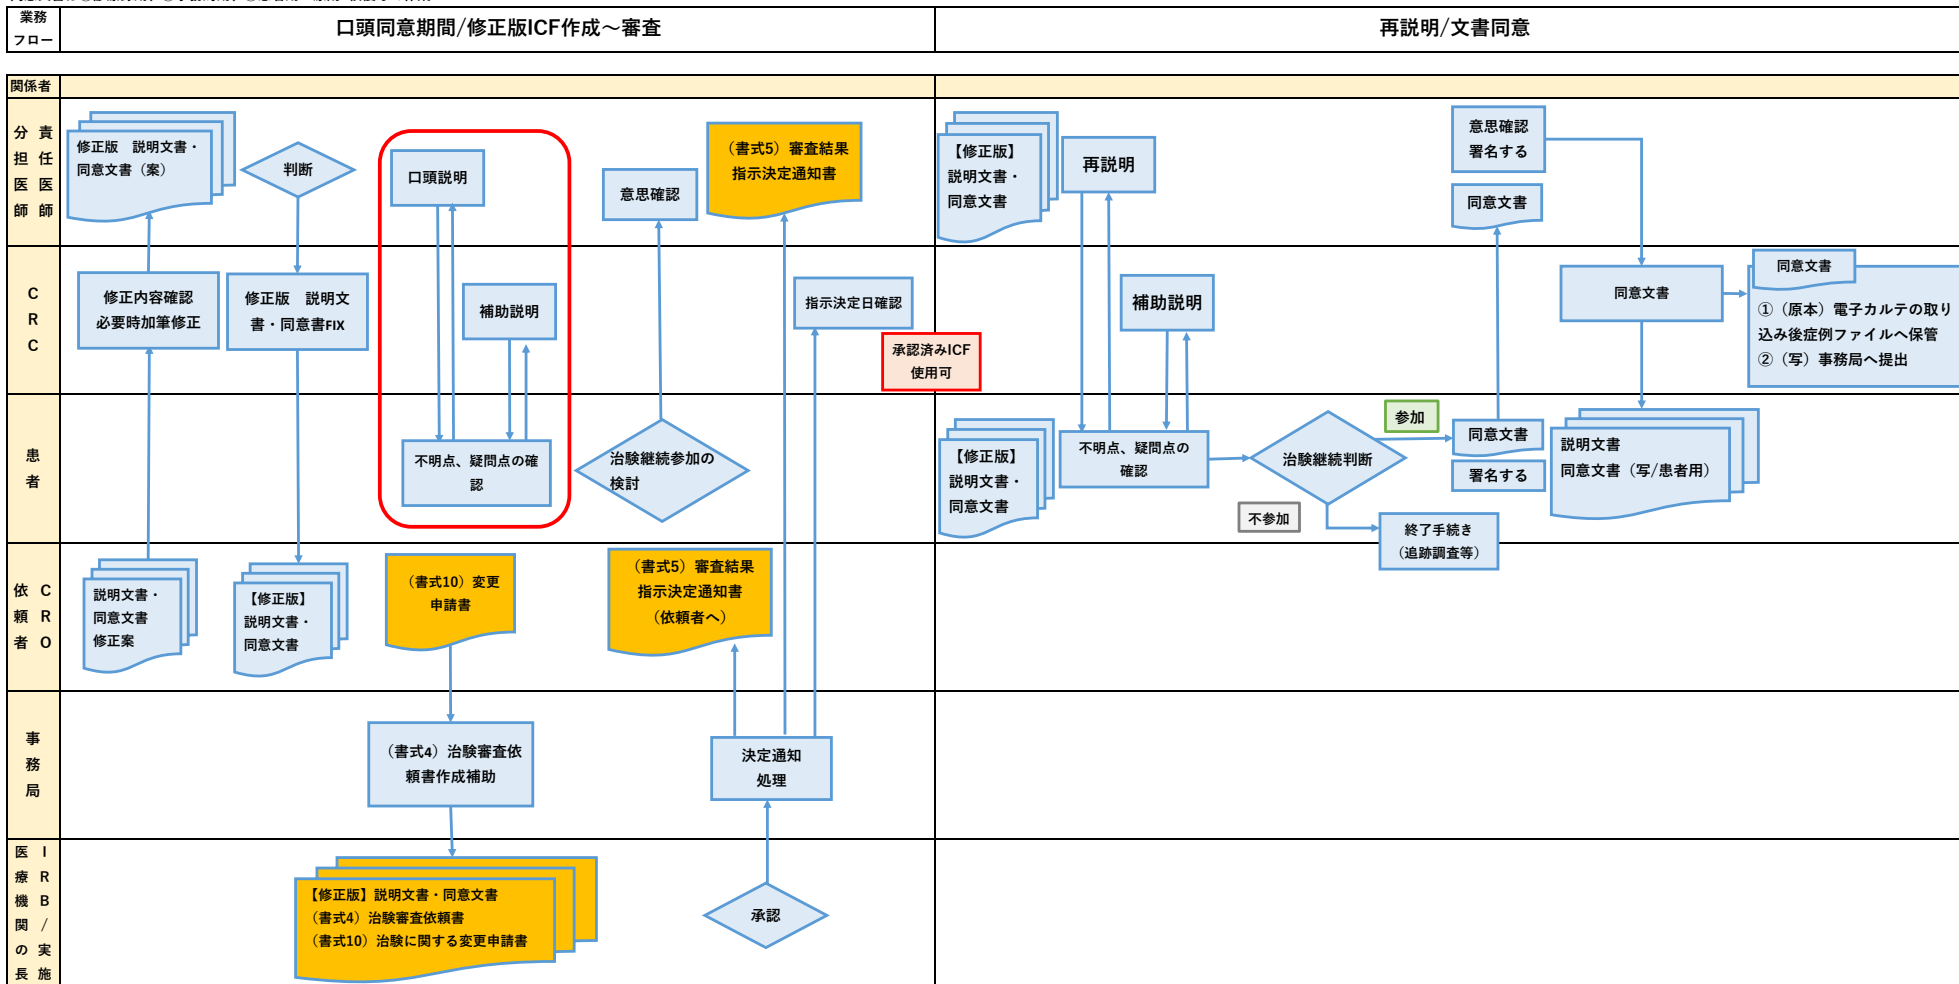 業務
フロー
口頭同意期間/修正版ICF作成～審査
再説明/文書同意
関係者
責任医師
分担医師
修正版　説明文書・
同意文書（案）
判断
口頭説明
意思確認
（書式5）審査結果
指示決定通知書
【修正版】
説明文書・
同意文書
再説明
意思確認
署名する
同意文書
CRC
修正内容確認
必要時加筆修正
修正版　説明文
書・同意書FIX
補助説明
指示決定日確認
承認済みICF
使用可
補助説明
同意文書
同意文書
①（原本）電子カルテの取り
込み後症例ファイルへ保管
②（写）事務局へ提出
患者
不明点、疑問点の確
認
治験継続参加の
検討
【修正版】
説明文書・
同意文書
不明点、疑問点の
確認
治験継続判断
参加
不参加
同意文書
署名する
説明文書
同意文書（写/患者用）
終了手続き
（追跡調査等）
CRO
依頼者
説明文書・
同意文書
修正案
【修正版】
説明文書・
同意文書
（書式10）変更
申請書
（書式5）審査結果
指示決定通知書
（依頼者へ）
事務局
（書式4）治験審査依
頼書作成補助
決定通知
処理
IRB/実施
医療機関の長
【修正版】説明文書・同意文書
（書式4）治験審査依頼書
（書式10）治験に関する変更申請書
承認